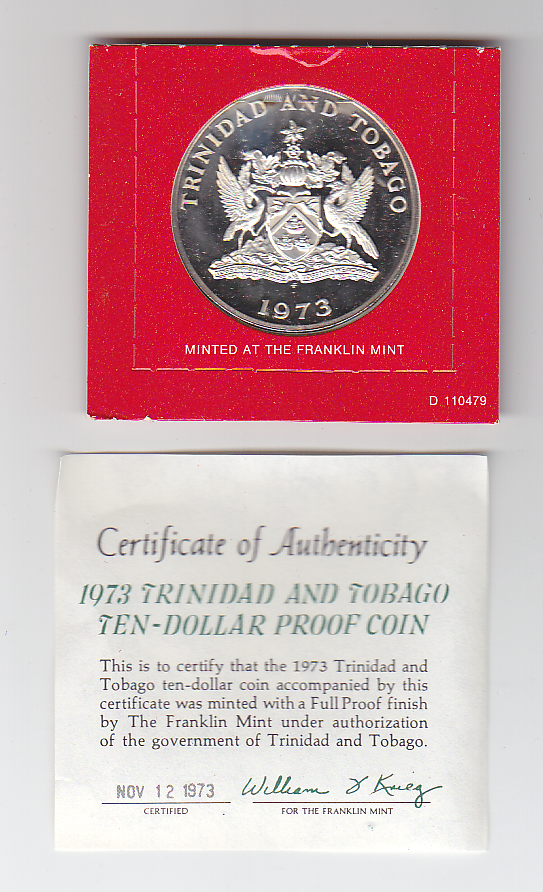 TRINIDAD AND TOBAGO
1973
MINTED AT THE FRANKLIN MINT
D 110479
Certificate of Authenticity
1973 TRINIDAD AND TOBAGO
TEN-DOLLAR PROOF COIN
This is to certify that the 1973 Trinidad and
Tobago ten-dollar coin accompanied by this
certificate was minted with a Full Proof finish
by The Franklin Mint under authorization
of the government of Trinidad and Tobago.
NOV 12 1973 William F Krieg
CERTIFIED FOR THE FRANKLIN MINT